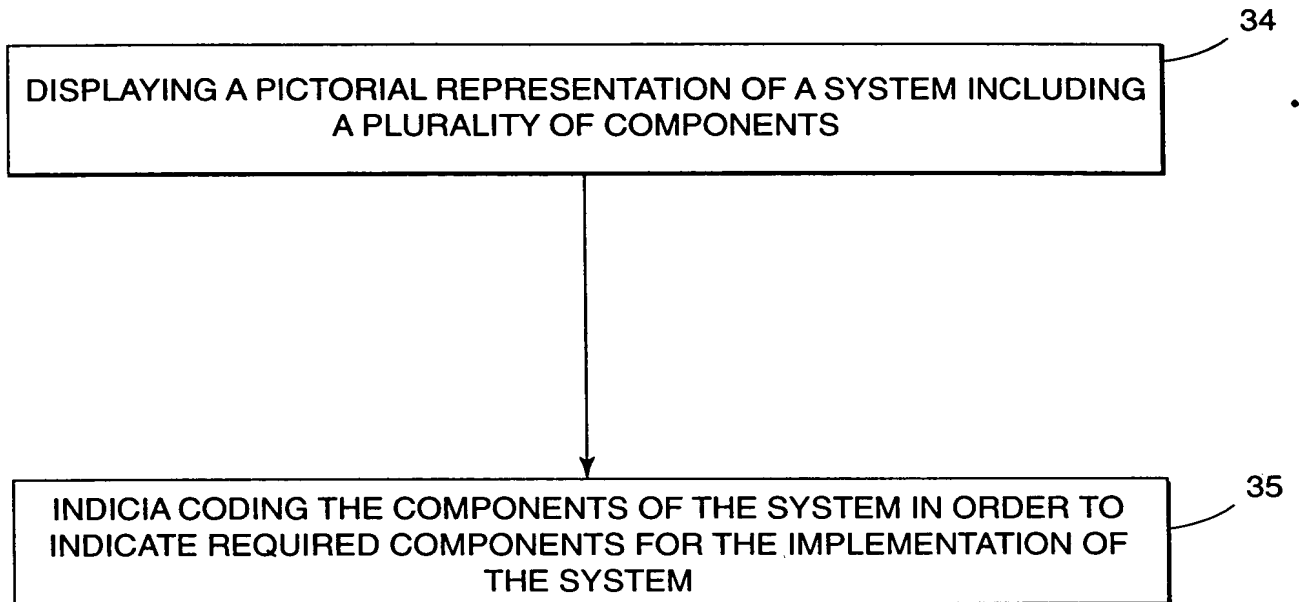 34
DISPLAYING A PICTORIAL REPRESENTATION OF A SYSTEM INCLUDING
A PLURALITY OF COMPONENTS
35
INDICIA CODING THE COMPONENTS OF THE SYSTEM IN ORDER TO
INDICATE REQUIRED COMPONENTS FOR THE IMPLEMENTATION OF
THE SYSTEM